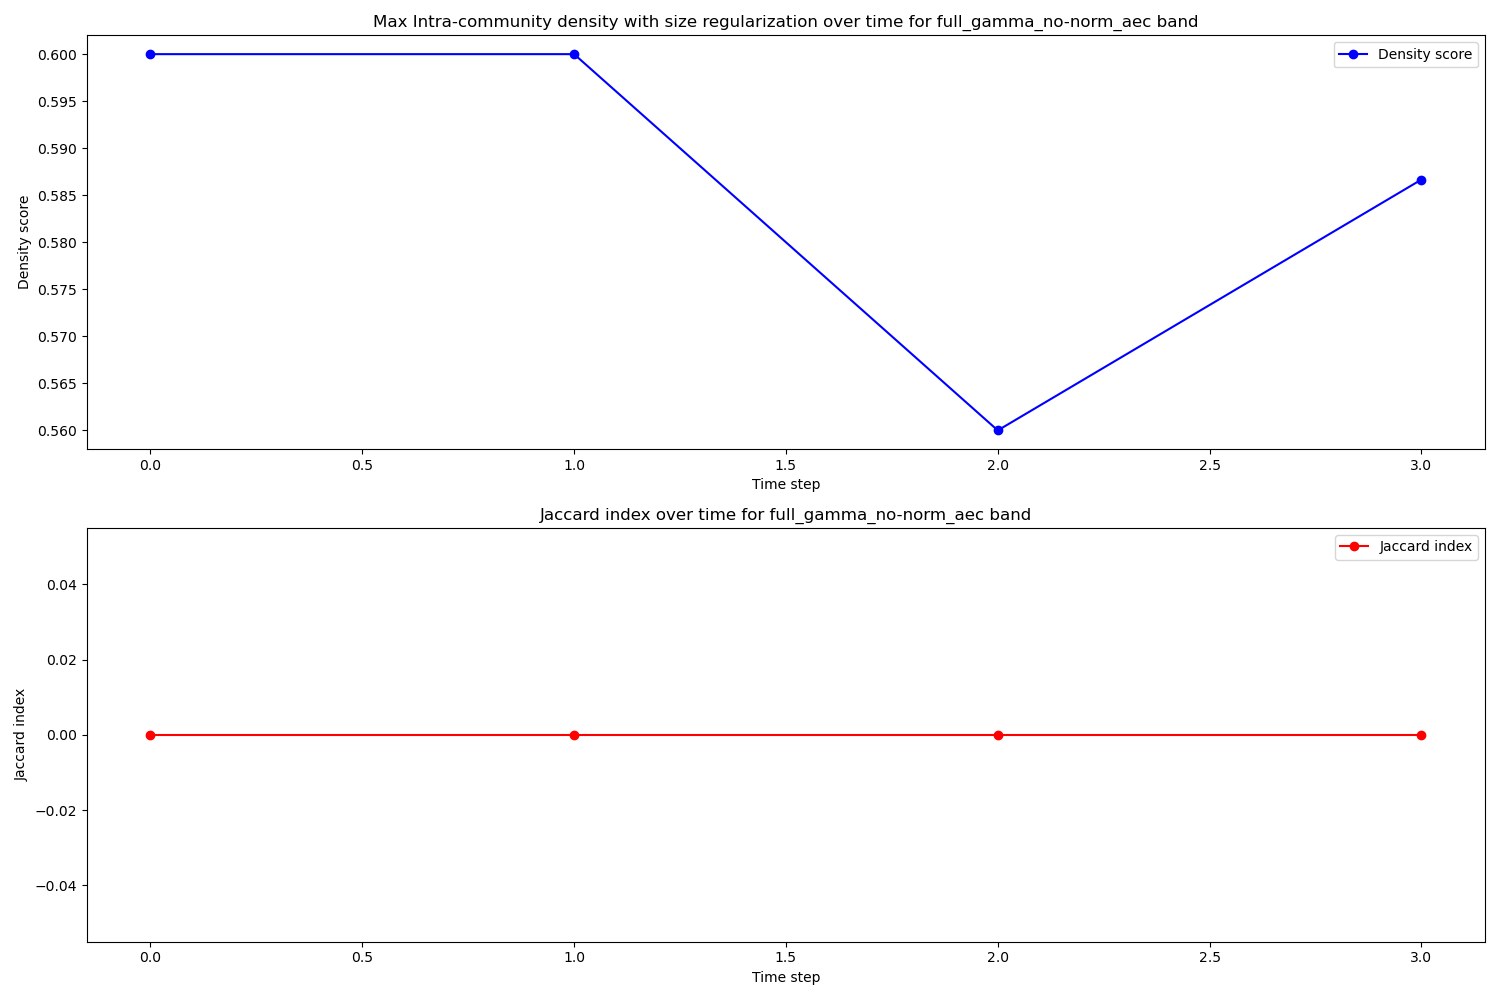 Max Intra-community density with size regularization over time for full_gamma_no-norm_aec band
Density score
0.600
0.595
0.590
0.585
0.580
0.575
0.570
0.565
0.560
Density score
0.0 0.5 1.0 1.5 2.0 2.5 3.0
Time step
Jaccard index over time for full_gamma_no-norm_aec band
Jaccard index
0.04
0.02
0.00
−0.02
−0.04
Jaccard index
0.0 0.5 1.0 1.5 2.0 2.5 3.0
Time step